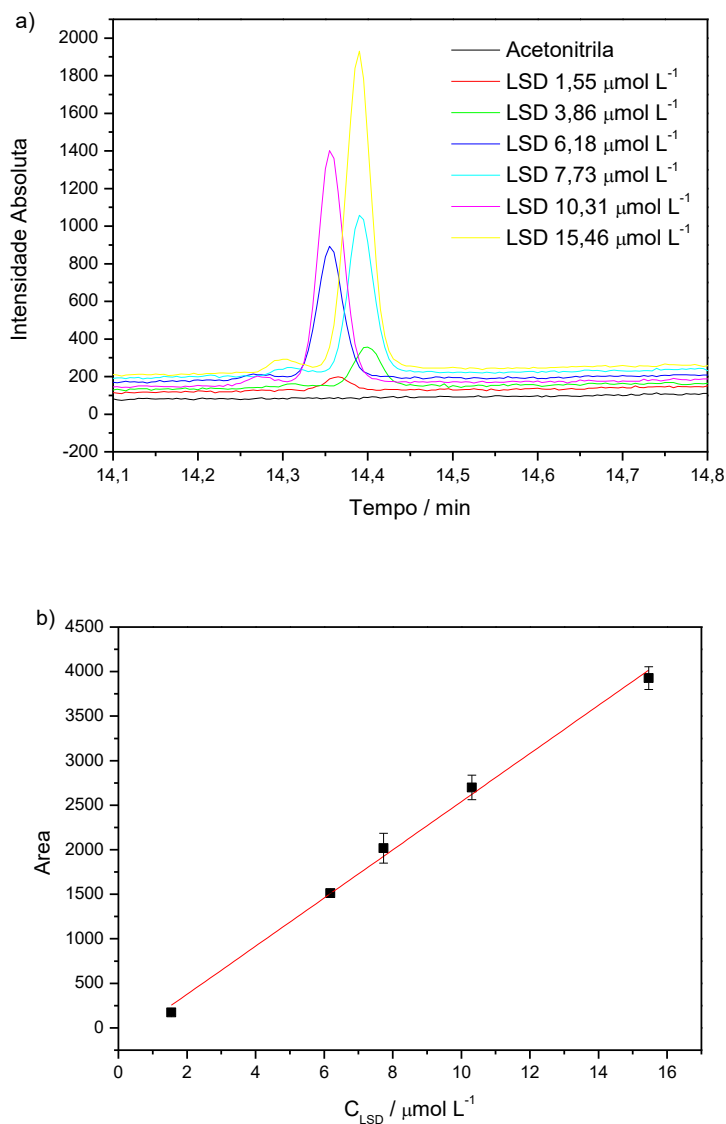 a)
2000
1800
1600
1400
1200
1000
800
600
400
200
0
-200
Intensidade Absoluta
Acetonitrila
LSD 1,55 μmol L⁻¹
LSD 3,86 μmol L⁻¹
LSD 6,18 μmol L⁻¹
LSD 7,73 μmol L⁻¹
LSD 10,31 μmol L⁻¹
LSD 15,46 μmol L⁻¹
14,1 14,2 14,3 14,4 14,5 14,6 14,7 14,8
Tempo / min
b)
4500
4000
3500
3000
2500
2000
1500
1000
500
0
Area
0 2 4 6 8 10 12 14 16
C_LSD / μmol L⁻¹